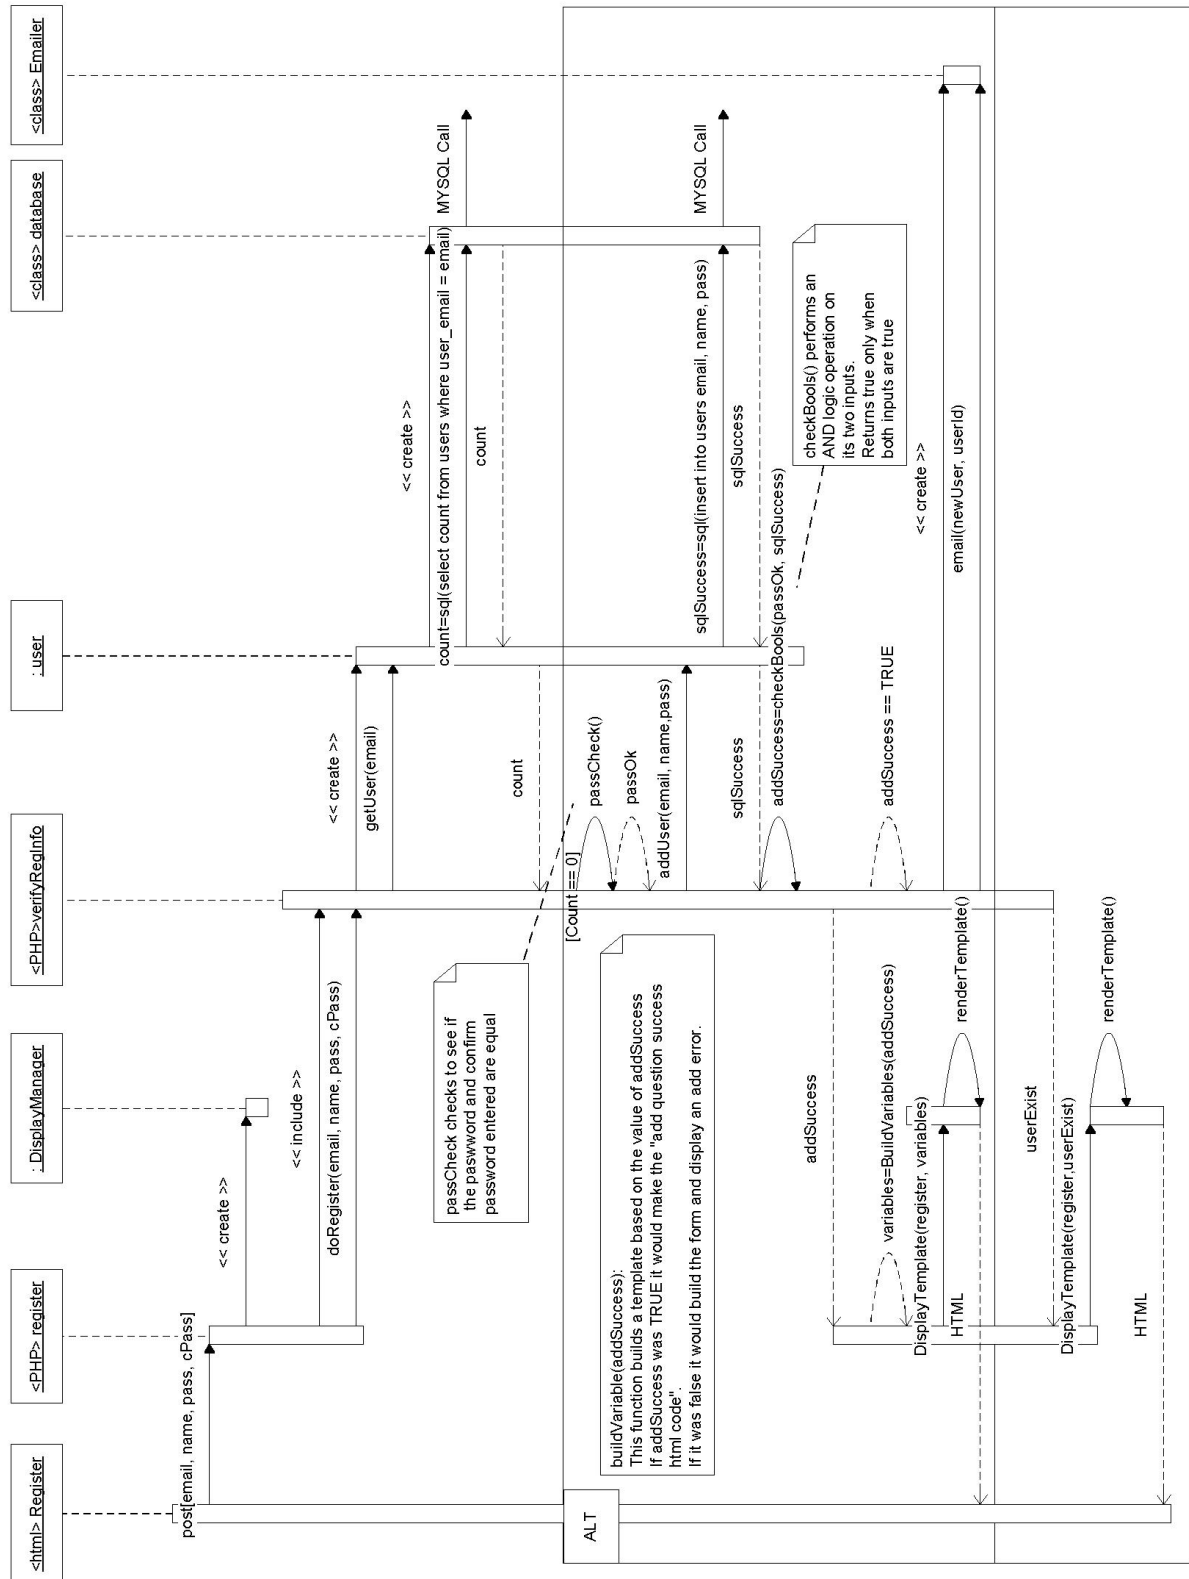 <html> Register
<PHP> register
: DisplayManager
<PHP>verifyRegInfo
: user
<class> database
<class> Emailer
post[email, name, pass, cPass]
<< create >>
<< include >>
doRegister(email, name, pass, cPass)
<< create >>
getUser(email)
<< create >>
count=sql(select count from users where user_email = email)
MYSQL Call
count
count
passCheck checks to see if
the pasword and confirm
password entered are equal
ALT
[Count == 0]
passCheck()
passOk
addUser(email, name,pass)
sqlSuccess=sql(insert into users email, name, pass)
MYSQL Call
sqlSuccess
sqlSuccess
buildVariable(addSuccess):
This function builds a template based on the value of addSuccess
If addSuccess was TRUE it would make the "add question success
html code".
If it was false it would build the form and display an add error.
addSuccess=checkBools(passOk, sqlSuccess)
checkBools() performs an
AND logic operation on
its two inputs.
Returns true only when
both inputs are true
addSuccess
variables=BuildVariables(addSuccess)
addSuccess == TRUE
<< create >>
DisplayTemplate(register, variables)
renderTemplate()
email(newUser, userId)
HTML
userExist
DisplayTemplate(register,userExist)
renderTemplate()
HTML